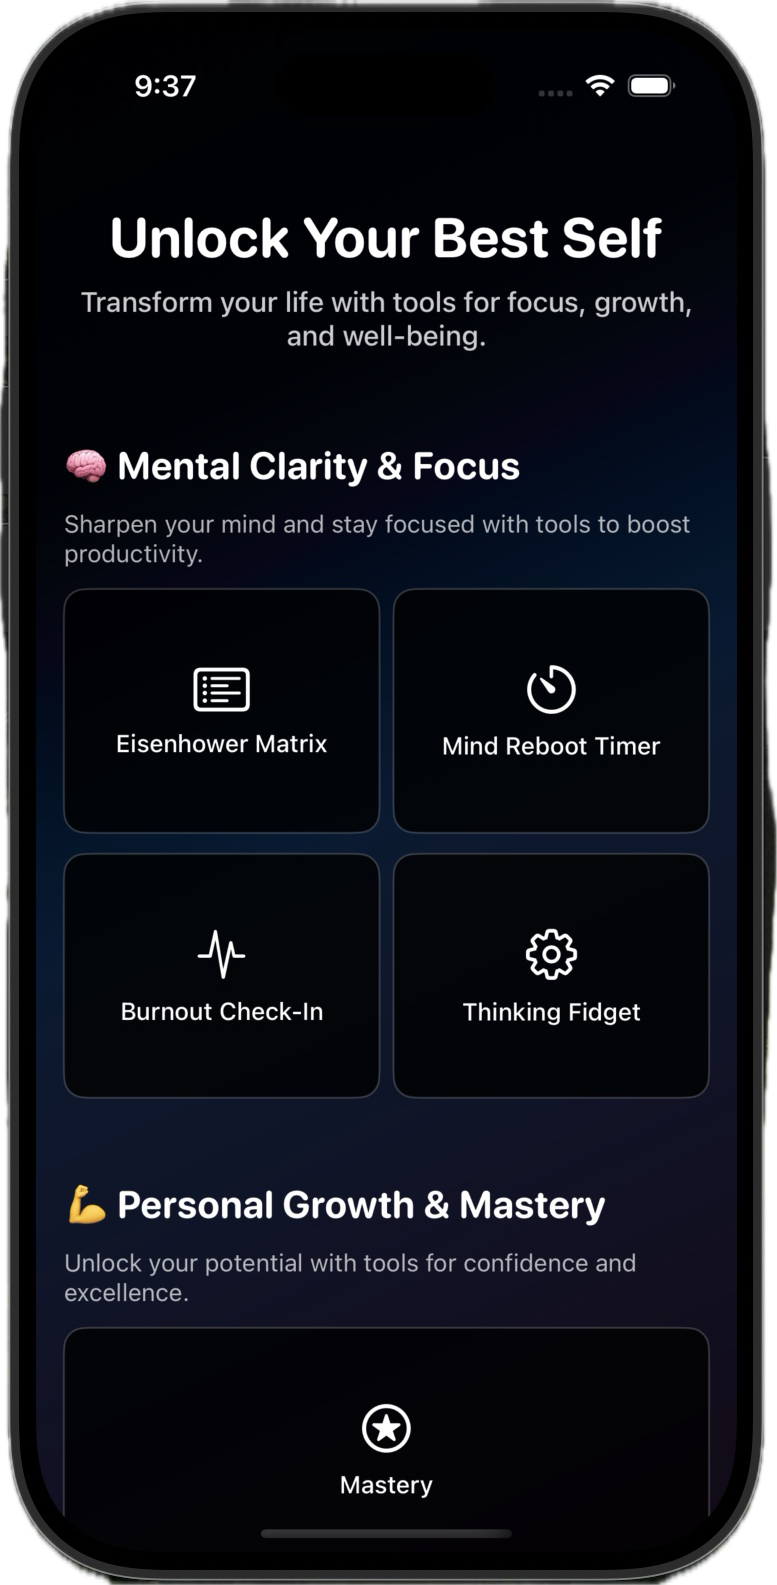 9:37
Unlock Your Best Self
Transform your life with tools for focus, growth,
and well-being.
🧠 Mental Clarity & Focus
Sharpen your mind and stay focused with tools to boost
productivity.
Eisenhower Matrix
Mind Reboot Timer
Burnout Check-In
Thinking Fidget
💪 Personal Growth & Mastery
Unlock your potential with tools for confidence and
excellence.
Mastery